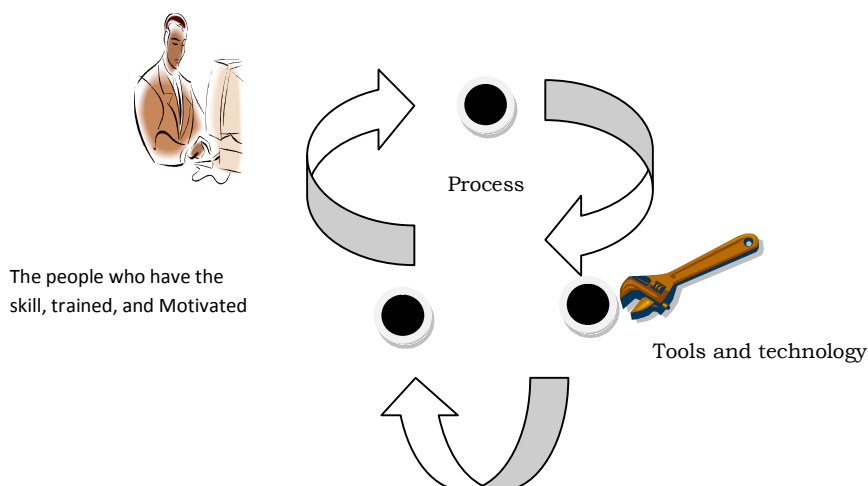 Process
The people who have the
skill, trained, and Motivated
Tools and technology